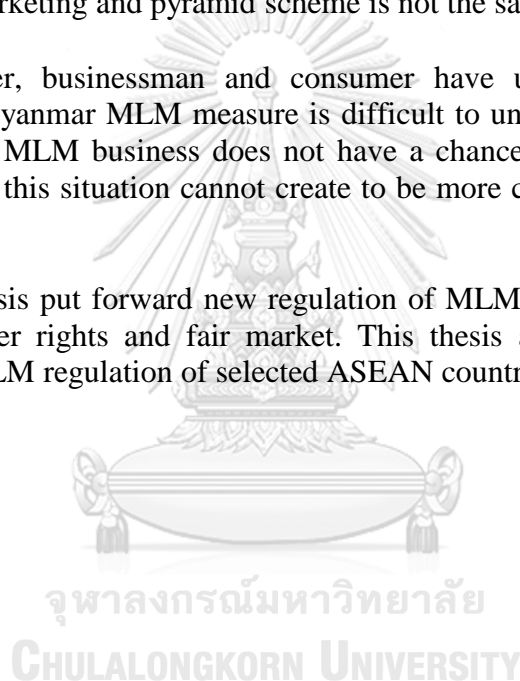 rketing and pyramid scheme is not the sa
er, businessman and consumer have u
yanmar MLM measure is difficult to un
MLM business does not have a chance
this situation cannot create to be more c
sis put forward new regulation of MLM
er rights and fair market. This thesis a
LM regulation of selected ASEAN countr
จุฬาลงกรณ์มหาวิทยาลัย
CHULALONGKORN UNIVERSITY